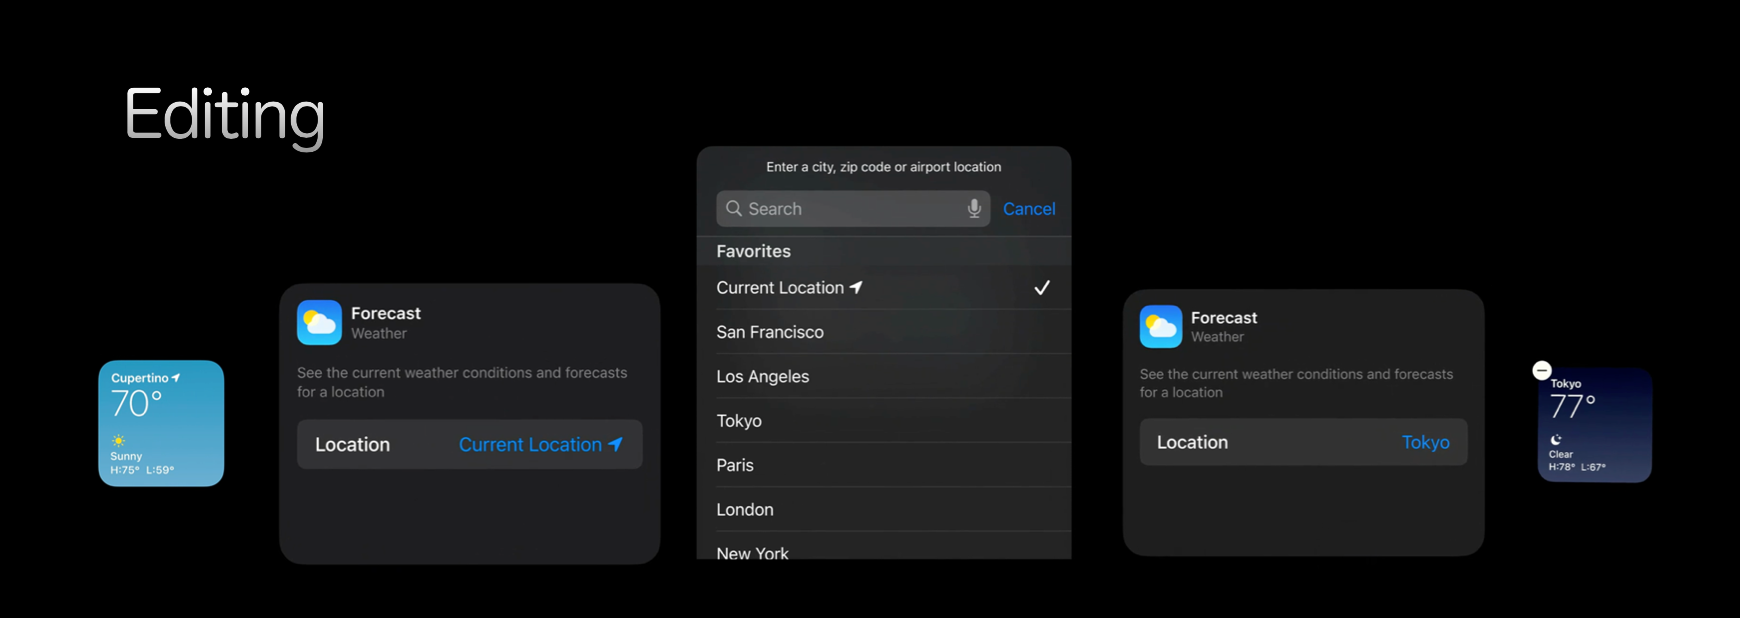 Editing
Cupertino
70°
Sunny
H:75° L:59°
Forecast
Weather
See the current weather conditions and forecasts
for a location
Location Current Location
Enter a city, zip code or airport location
Search Cancel
Favorites
Current Location
San Francisco
Los Angeles
Tokyo
Paris
London
New York
Forecast
Weather
See the current weather conditions and forecasts
for a location
Location Tokyo
Tokyo
77°
Clear
H:78° L:67°